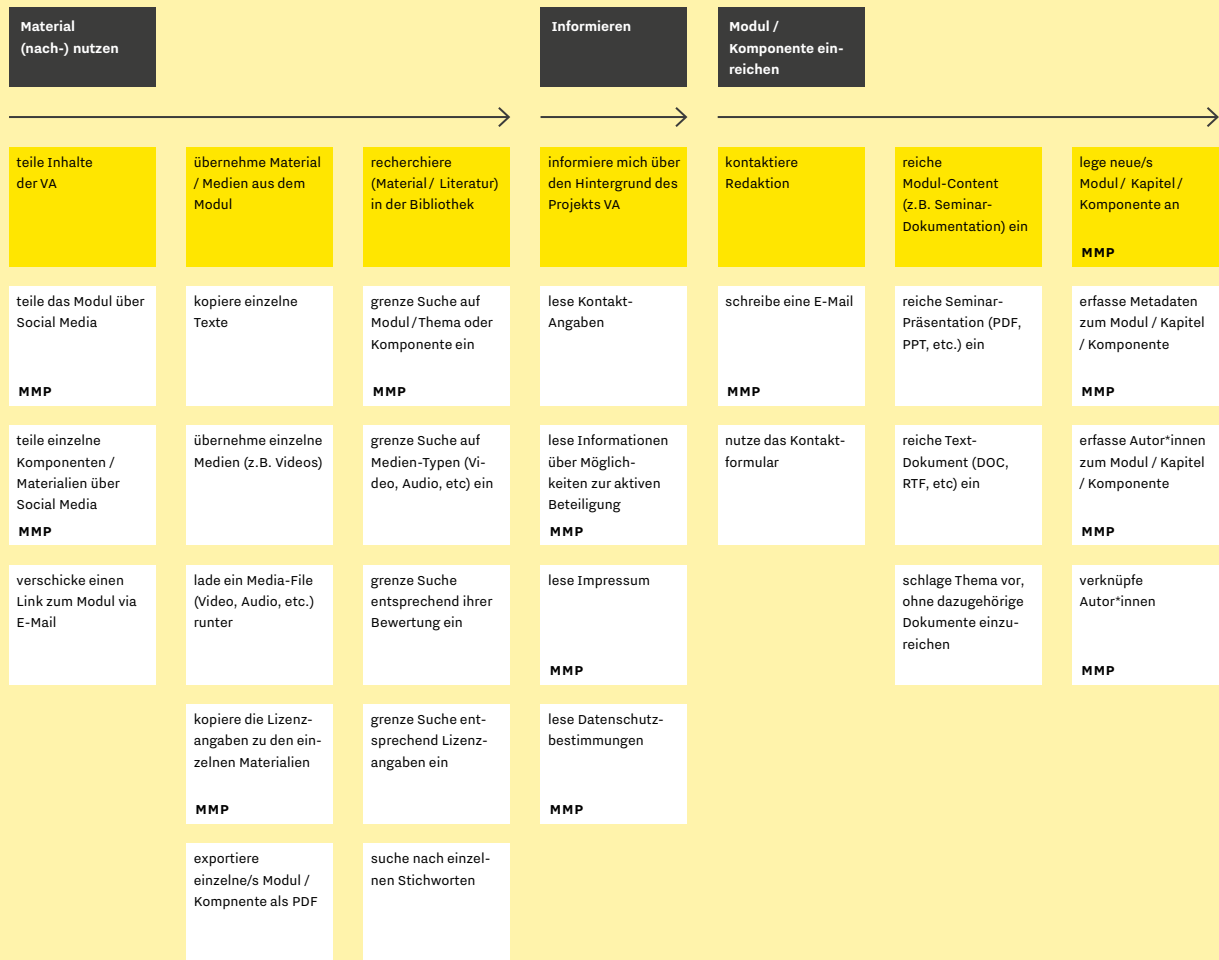 Material
(nach-) nutzen
Informieren
Modul /
Komponente ein-
reichen
teile Inhalte
der VA
übernehme Material
/ Medien aus dem
Modul
recherchiere
(Material / Literatur)
in der Bibliothek
informiere mich über
den Hintergrund des
Projekts VA
kontaktiere
Redaktion
reiche
Modul-Content
(z.B. Seminar-
Dokumentation) ein
lege neue/s
Modul / Kapitel /
Komponente an
MMP
teile das Modul über
Social Media
MMP
kopiere einzelne
Texte
grenze Suche auf
Modul / Thema oder
Komponente ein
MMP
lese Kontakt-
Angaben
schreibe eine E-Mail
MMP
reiche Seminar-
Präsentation (PDF,
PPT, etc.) ein
erfasse Metadaten
zum Modul / Kapitel
/ Komponente
MMP
teile einzelne
Komponenten /
Materialien über
Social Media
MMP
übernehme einzelne
Medien (z.B. Videos)
grenze Suche auf
Medien-Typen (Vi-
deo, Audio, etc) ein
lese Informationen
über Möglich-
keiten zur aktiven
Beteiligung
MMP
nutze das Kontakt-
formular
reiche Text-
Dokument (DOC,
RTF, etc) ein
erfasse Autor*innen
zum Modul / Kapitel
/ Komponente
MMP
verschicke einen
Link zum Modul via
E-Mail
lade ein Media-File
(Video, Audio, etc.)
runter
grenze Suche
entsprechend ihrer
Bewertung ein
lese Impressum
MMP
schlage Thema vor,
ohne dazugehörige
Dokumente einzu-
reichen
verknüpfe
Autor*innen
MMP
kopiere die Lizenz-
angaben zu den ein-
zelnen Materialien
MMP
grenze Suche ent-
sprechend Lizenz-
angaben ein
lese Datenschutz-
bestimmungen
MMP
exportiere
einzelne/s Modul /
Kompnente als PDF
suche nach einzel-
nen Stichworten